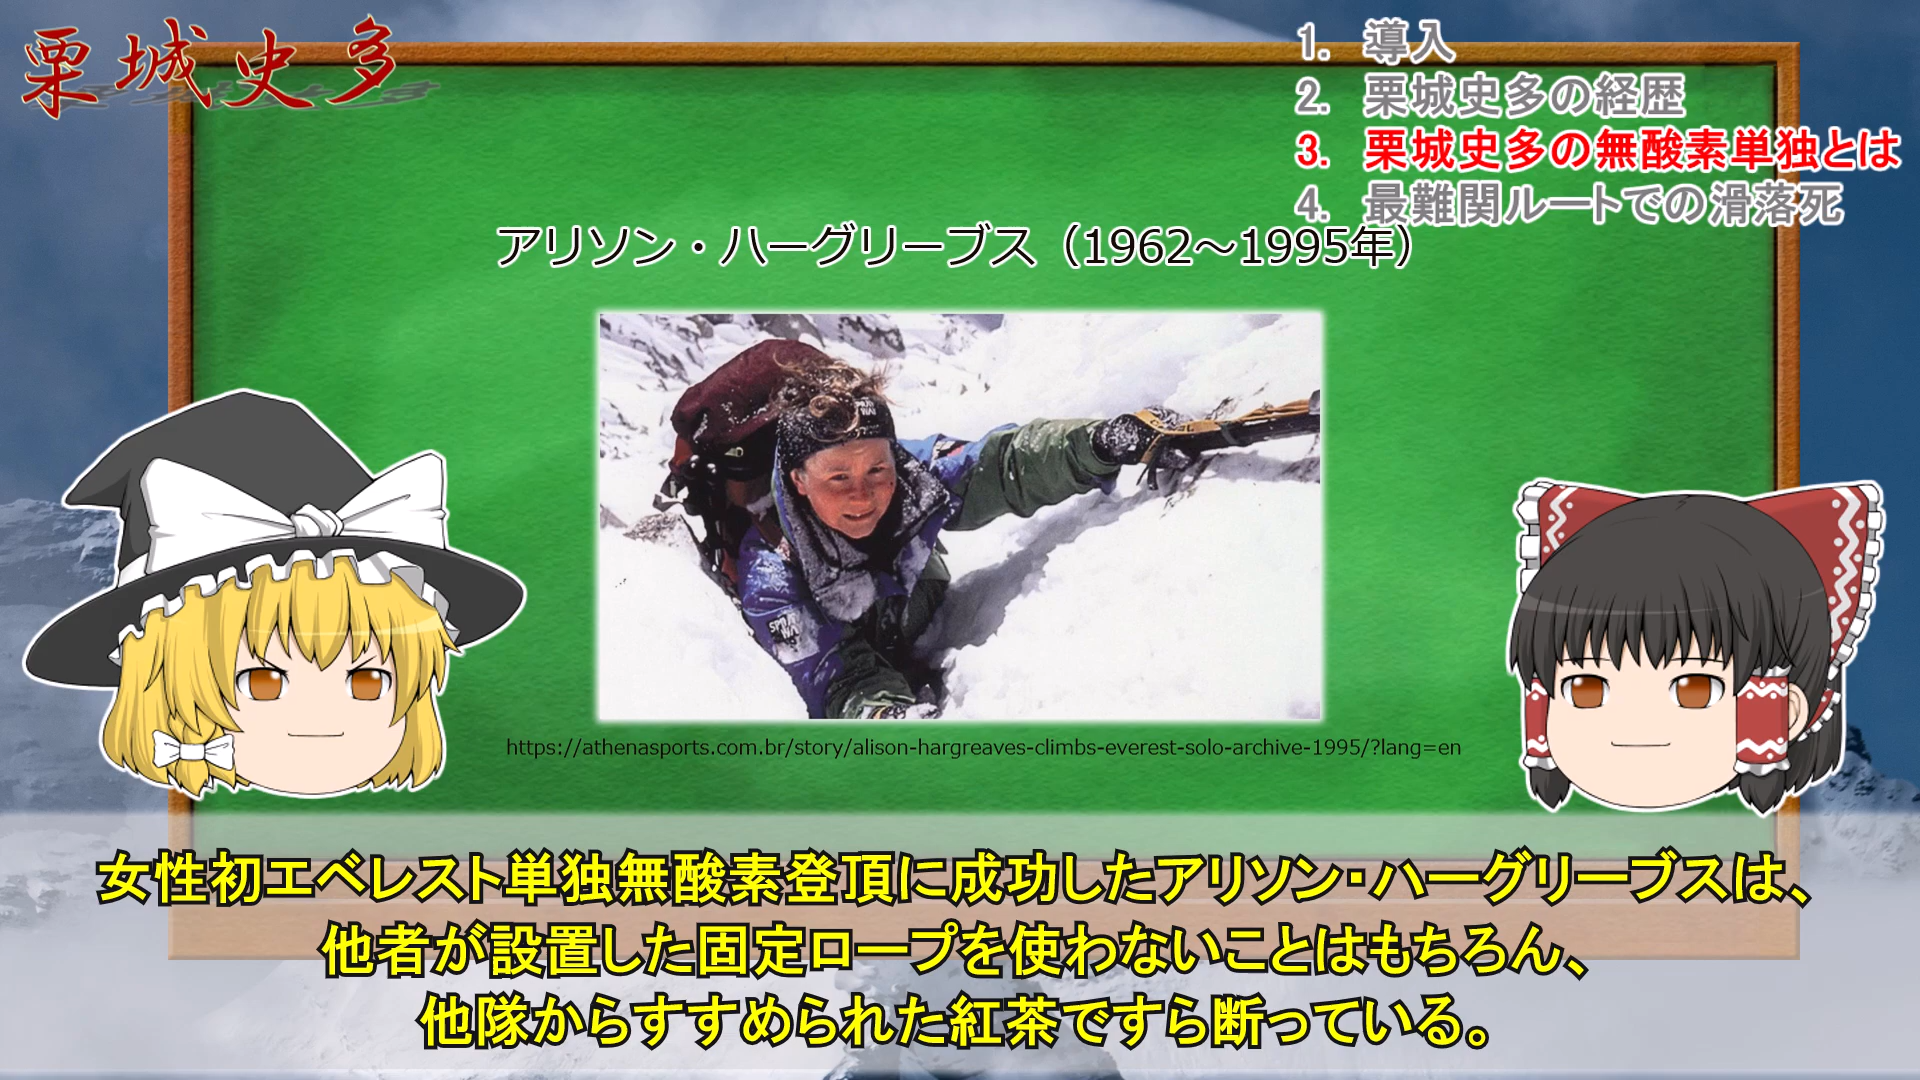 栗城史多
1. 導入
2. 栗城史多の経歴
3. 栗城史多の無酸素単独とは
4. 最難関ルートでの滑落死
アリソン・ハーグリーブス（1962～1995年）
SPRAY
WAY
https://athenasports.com.br/story/alison-hargreaves-climbs-everest-solo-archive-1995/?lang=en
女性初エベレスト単独無酸素登頂に成功したアリソン・ハーグリーブスは、
他者が設置した固定ロープを使わないことはもちろん、
他隊からすすめられた紅茶ですら断っている。